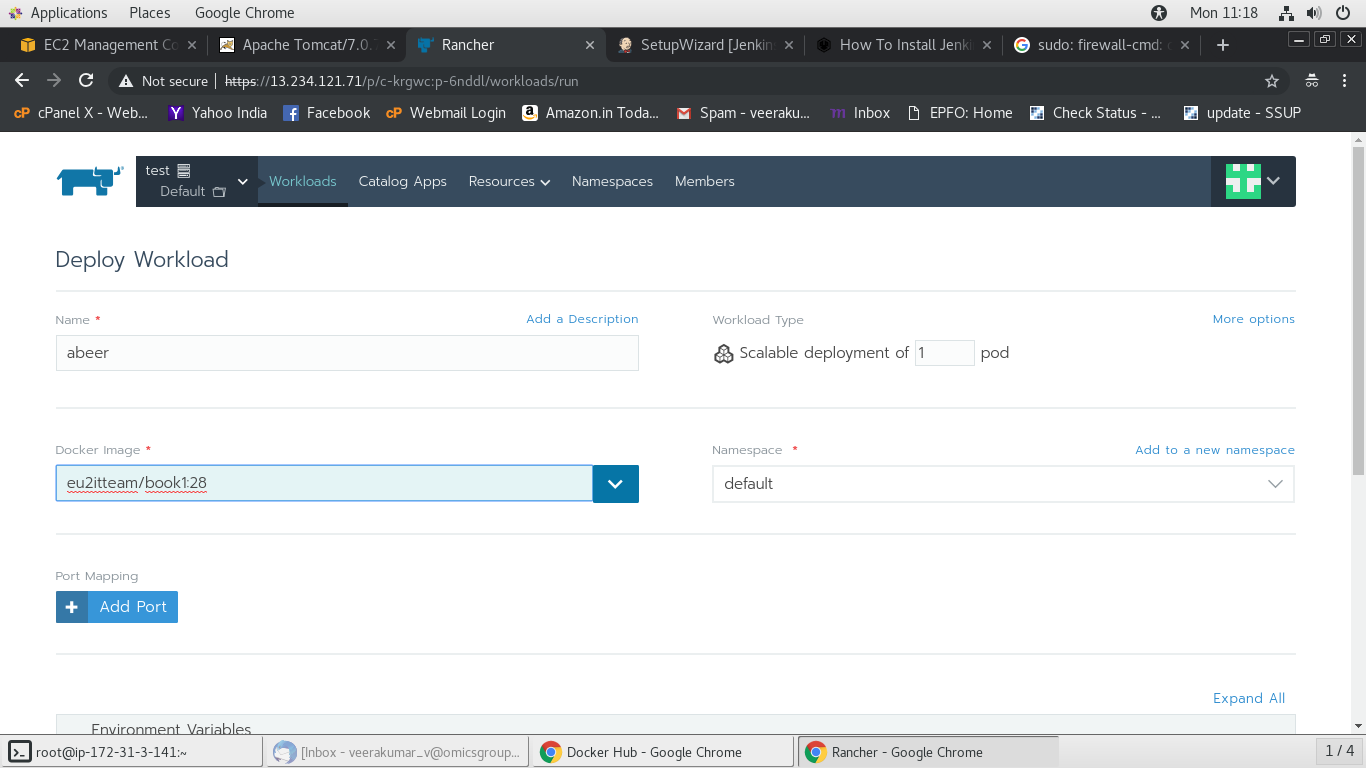 Applications Places Google Chrome Mon 11:18
EC2 Management Co Apache Tomcat/7.0.7 Rancher SetupWizard [Jenkin How To Install Jenki sudo: firewall-cmd: c
Not secure https://13.234.121.71/p/c-krgwc:p-6nddl/workloads/run
cPanel X - Web... Yahoo India Facebook Webmail Login Amazon.in Toda... Spam - veeraku... Inbox EPFO: Home Check Status - ... update - SSUP
test
Default
Workloads Catalog Apps Resources Namespaces Members
Deploy Workload
Name * Add a Description Workload Type More options
abeer Scalable deployment of 1 pod
Docker Image * Namespace * Add to a new namespace
eu2itteam/book1:28 default
Port Mapping
Add Port
Expand All
Environment Variables
root@ip-172-31-3-141:~ [Inbox - veerakumar_v@omicsgroup... Docker Hub - Google Chrome Rancher - Google Chrome 1 / 4